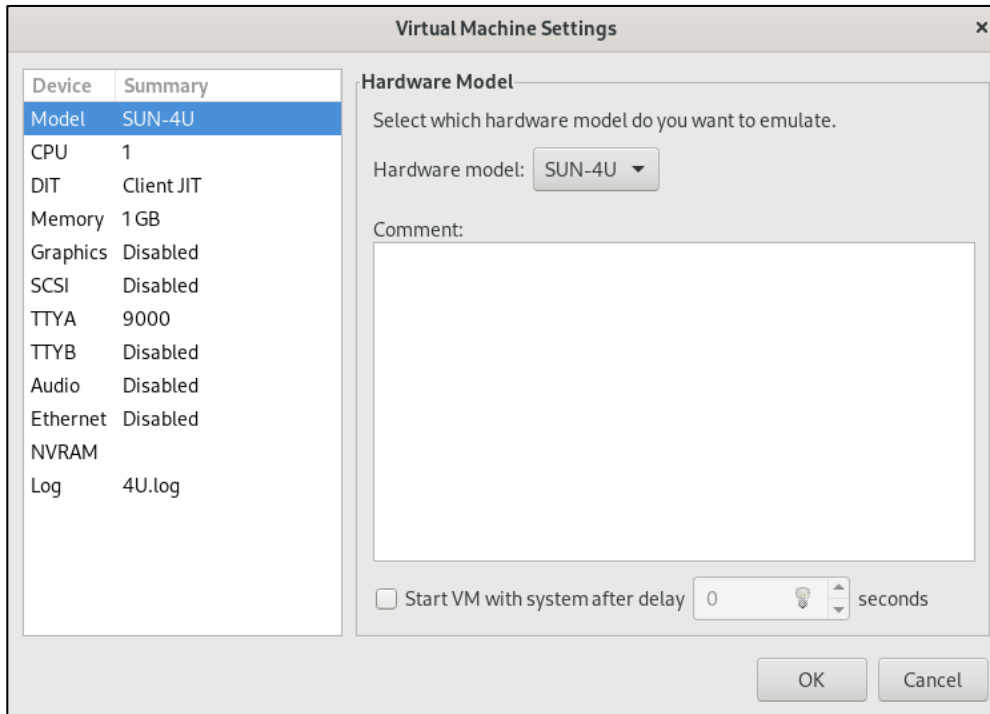 Virtual Machine Settings ×
Device Summary
Model SUN-4U
CPU 1
DIT Client JIT
Memory 1 GB
Graphics Disabled
SCSI Disabled
TTYA 9000
TTYB Disabled
Audio Disabled
Ethernet Disabled
NVRAM
Log 4U.log
Hardware Model
Select which hardware model do you want to emulate.
Hardware model: SUN-4U
Comment:
Start VM with system after delay 0 seconds
OK Cancel